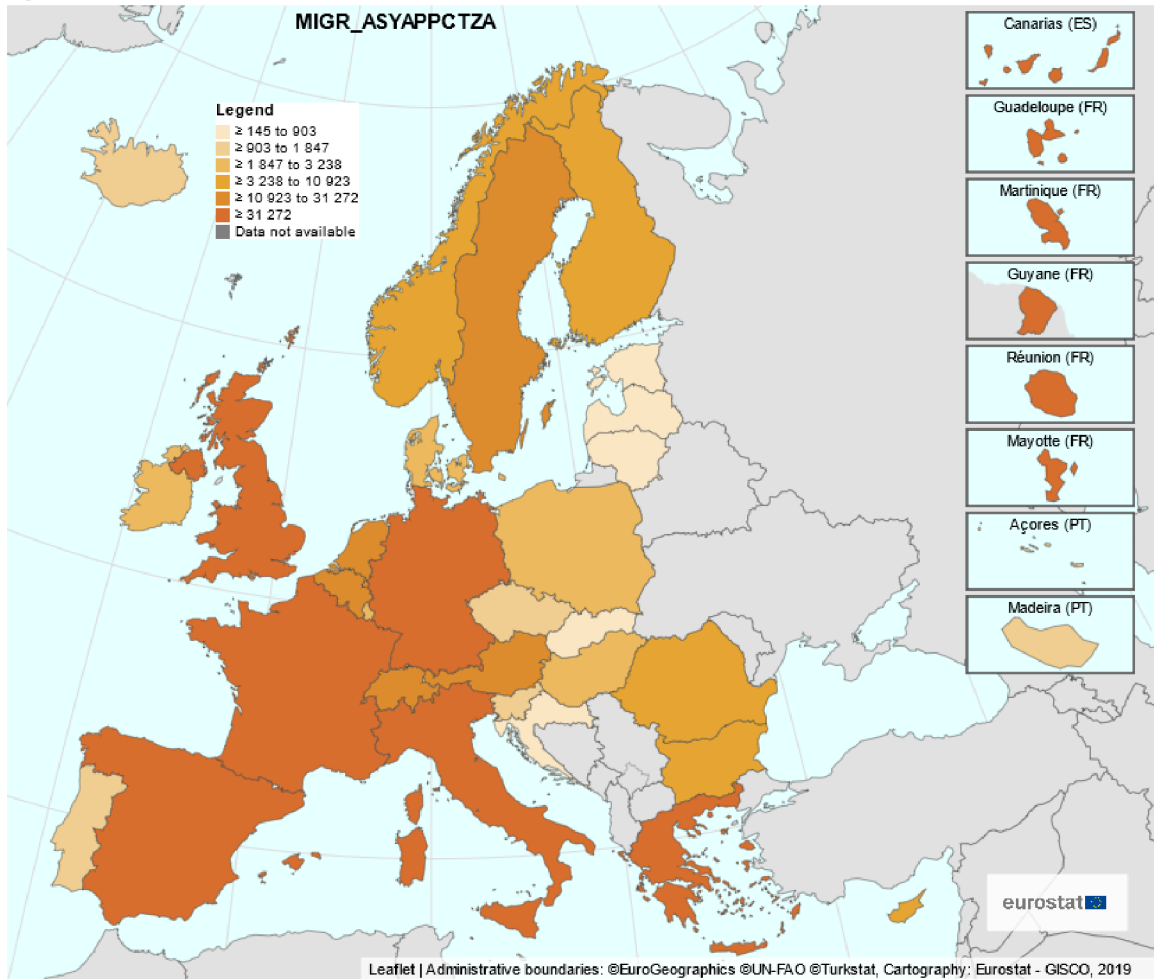 MIGR_ASYAPPCTZA
Legend
≥ 145 to 903
≥ 903 to 1 847
≥ 1 847 to 3 238
≥ 3 238 to 10 923
≥ 10 923 to 31 272
≥ 31 272
Data not available
Canarias (ES)
Guadeloupe (FR)
Martinique (FR)
Guyane (FR)
Réunion (FR)
Mayotte (FR)
Açores (PT)
Madeira (PT)
eurostat
Leaflet | Administrative boundaries: ©EuroGeographics ©UN-FAO ©Turkstat, Cartography: Eurostat - GISCO, 2019